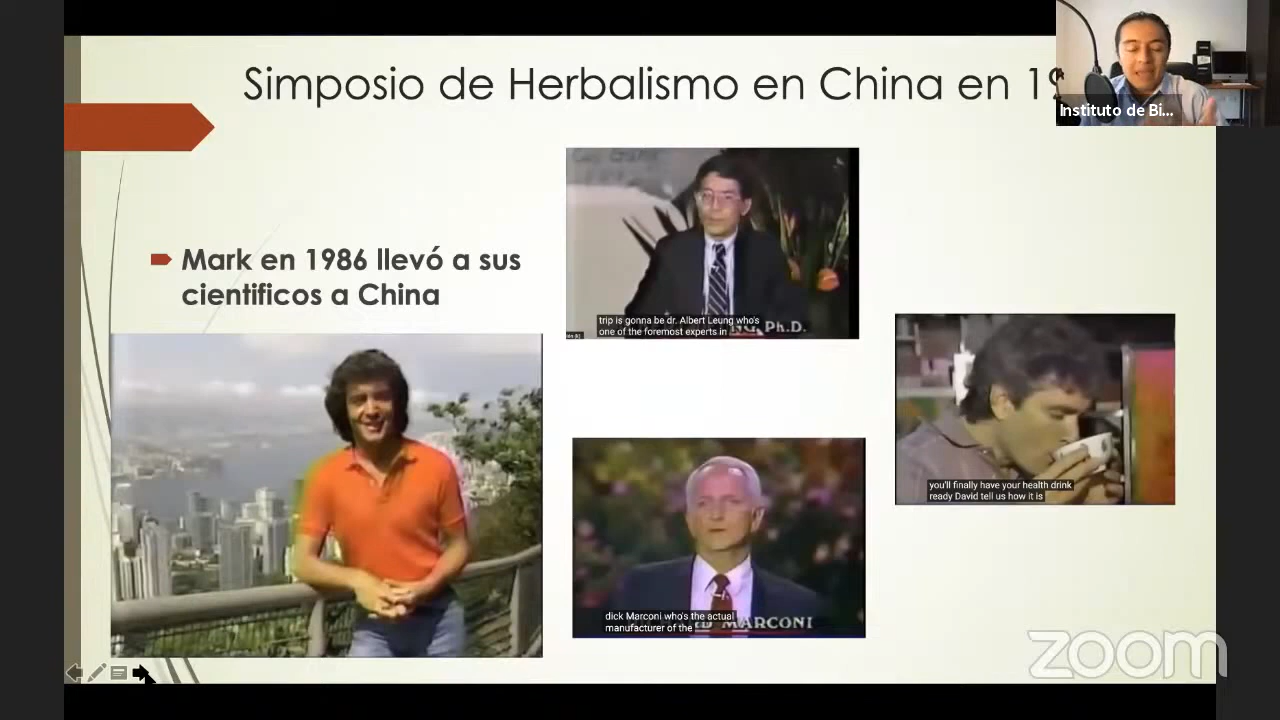 Simposio de Herbalismo en China en 19
Instituto de Bi...
Mark en 1986 llevó a sus
cientificos a China
trip is gonna be dr. Albert Leung who's
one of the foremost experts in
Ph.D.
you'll finally have your health drink
ready David tell us how it is
dick Marconi who's the actual
manufacturer of the
MARCONI
zoom